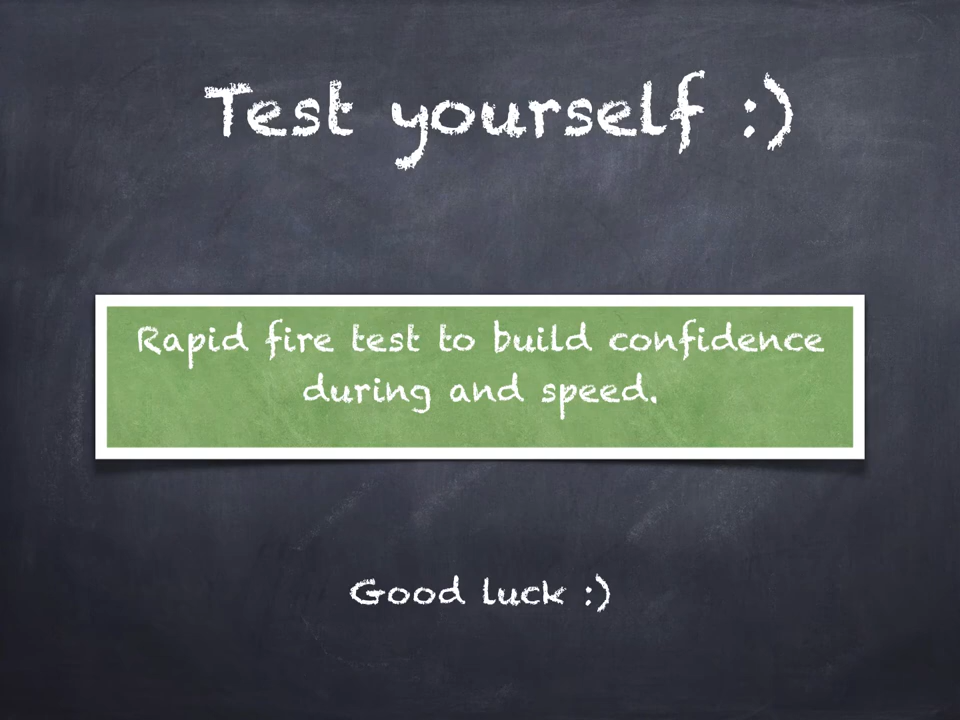 Test yourself :)
Rapid fire test to build confidence
during and speed.
Good luck :)